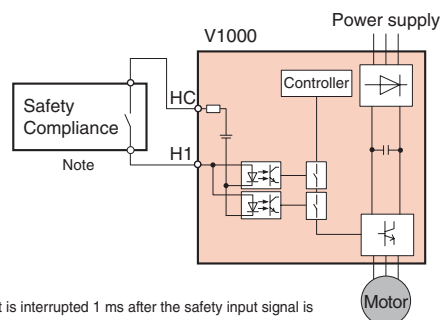 Power supply
V1000
Controller
HC
Safety
Compliance
H1
Note
Motor
t is interrupted 1 ms after the safety input signal is